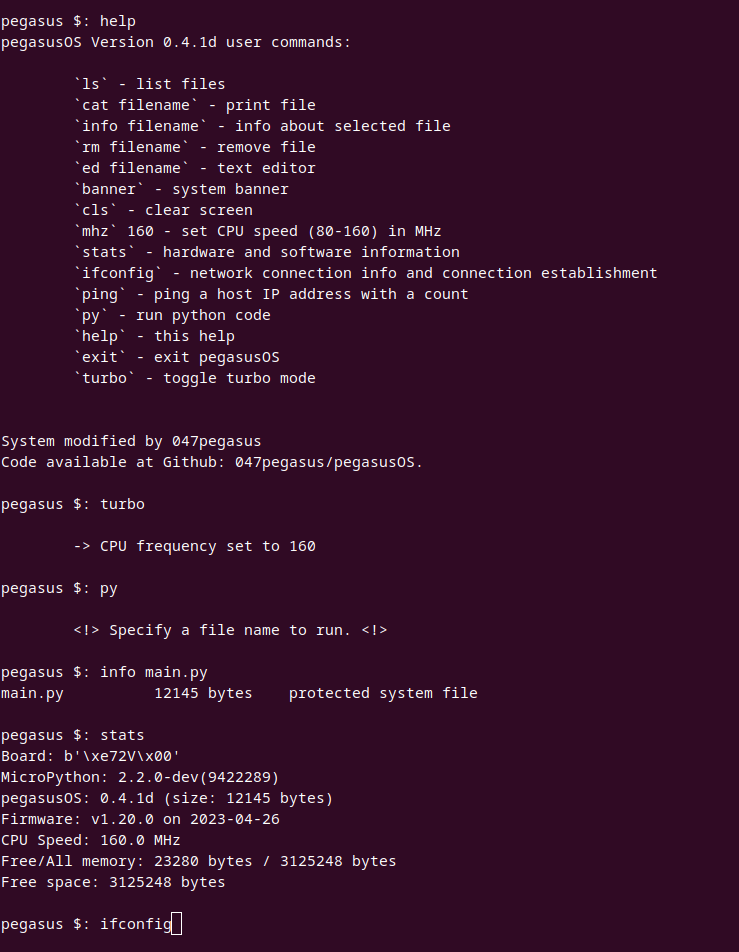 pegasus $: help
pegasusOS Version 0.4.1d user commands:
`ls` - list files
`cat filename` - print file
`info filename` - info about selected file
`rm filename` - remove file
`ed filename` - text editor
`banner` - system banner
`cls` - clear screen
`mhz` 160 - set CPU speed (80-160) in MHz
`stats` - hardware and software information
`ifconfig` - network connection info and connection establishment
`ping` - ping a host IP address with a count
`py` - run python code
`help` - this help
`exit` - exit pegasusOS
`turbo` - toggle turbo mode
System modified by 047pegasus
Code available at Github: 047pegasus/pegasusOS.
pegasus $: turbo
-> CPU frequency set to 160
pegasus $: py
<!> Specify a file name to run. <!>
pegasus $: info main.py
main.py          12145 bytes    protected system file
pegasus $: stats
Board: b'\xe72V\x00'
MicroPython: 2.2.0-dev(9422289)
pegasusOS: 0.4.1d (size: 12145 bytes)
Firmware: v1.20.0 on 2023-04-26
CPU Speed: 160.0 MHz
Free/All memory: 23280 bytes / 3125248 bytes
Free space: 3125248 bytes
pegasus $: ifconfig